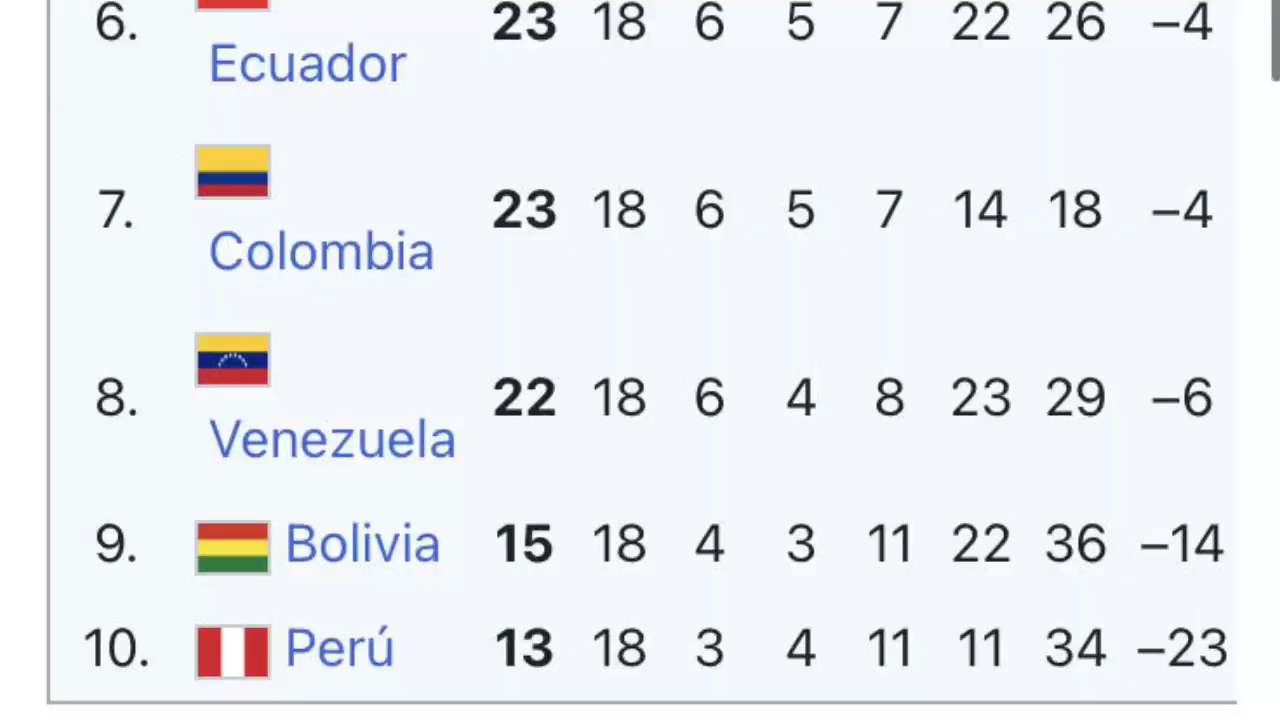 6. Ecuador 23 18 6 5 7 22 26 –4
7. Colombia 23 18 6 5 7 14 18 –4
8. Venezuela 22 18 6 4 8 23 29 –6
9. Bolivia 15 18 4 3 11 22 36 –14
10. Perú 13 18 3 4 11 11 34 –23